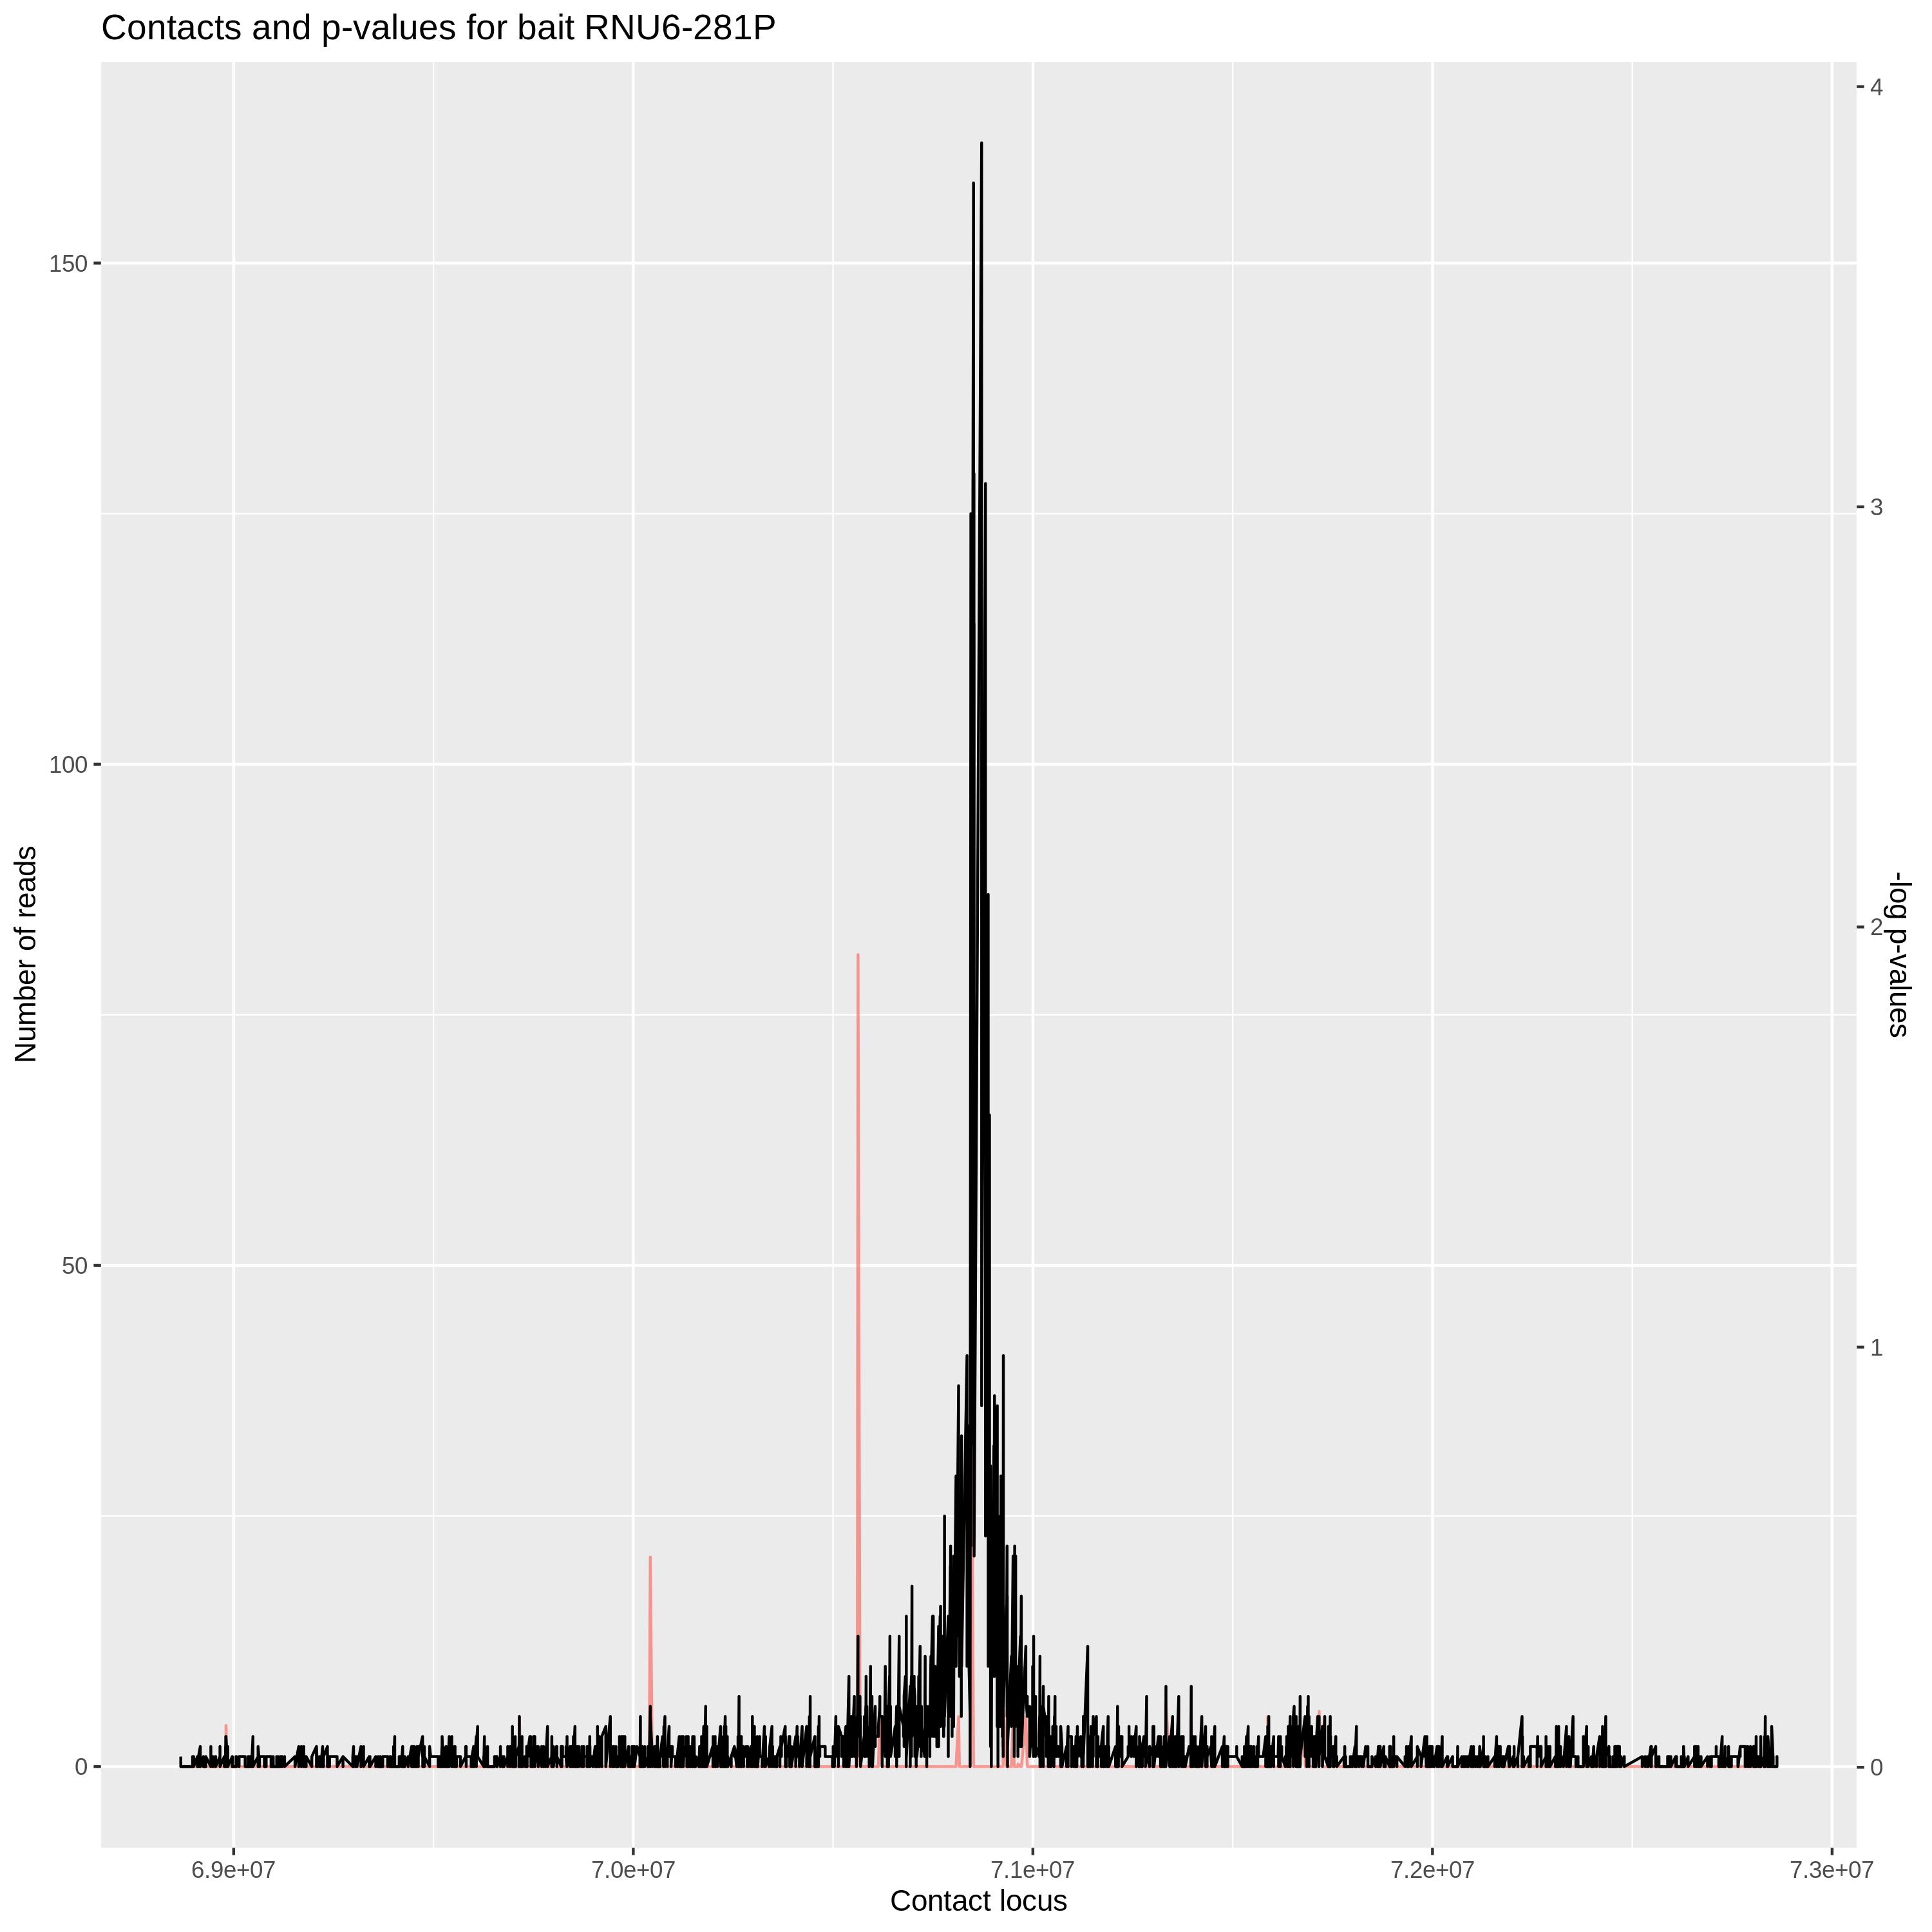 Contacts and p-values for bait RNU6-281P
Number of reads
150
100
50
0
4
3
2
1
0
-log p-values
6.9e+07
7.0e+07
7.1e+07
7.2e+07
7.3e+07
Contact locus